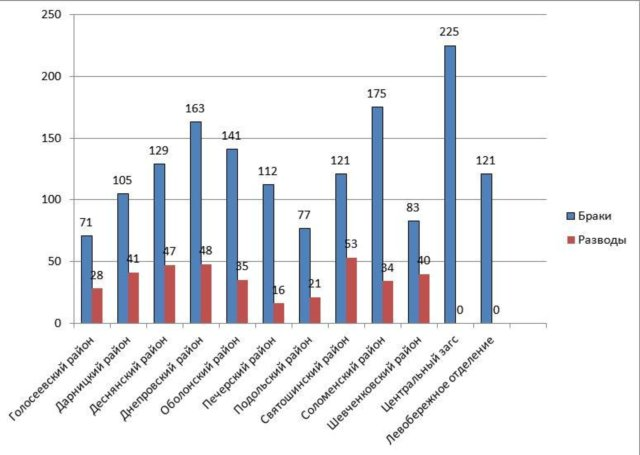 250
225
200
175
163
150
141
129
121
121
112
105
100
83
77
71
50
53
47
48
41
40
35
34
28
21
16
0
0
0
Браки
Разводы
Голосеевский район
Дарницкий район
Деснянский район
Днепровский район
Оболонский район
Печерский район
Подольский район
Святошинский район
Соломенский район
Шевченковский район
Центральный загс
Левобережное отделение